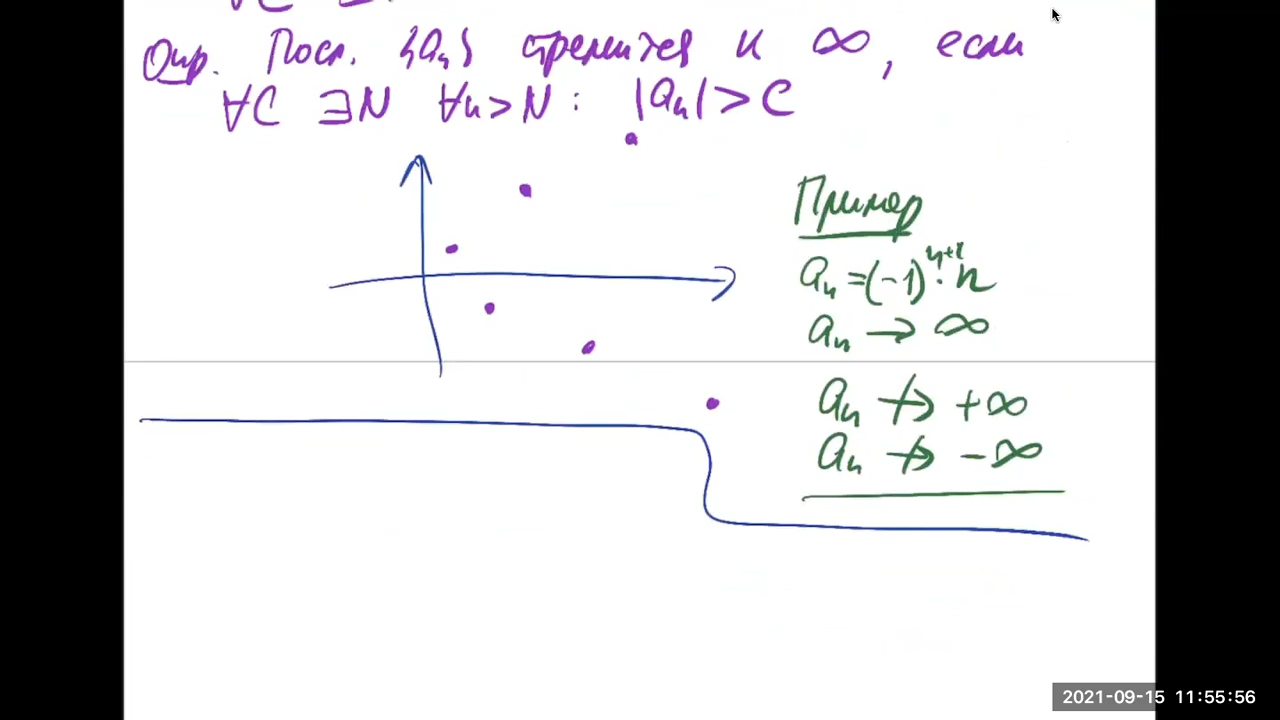 Опр. Посл. {aₙ} стремится к ∞, если
∀C ∃N ∀n>N: |aₙ|>C
Пример
aₙ=(-1)ⁿ⁺¹·n
aₙ → ∞
aₙ ↛ +∞
aₙ ↛ -∞
2021-09-15 11:55:56